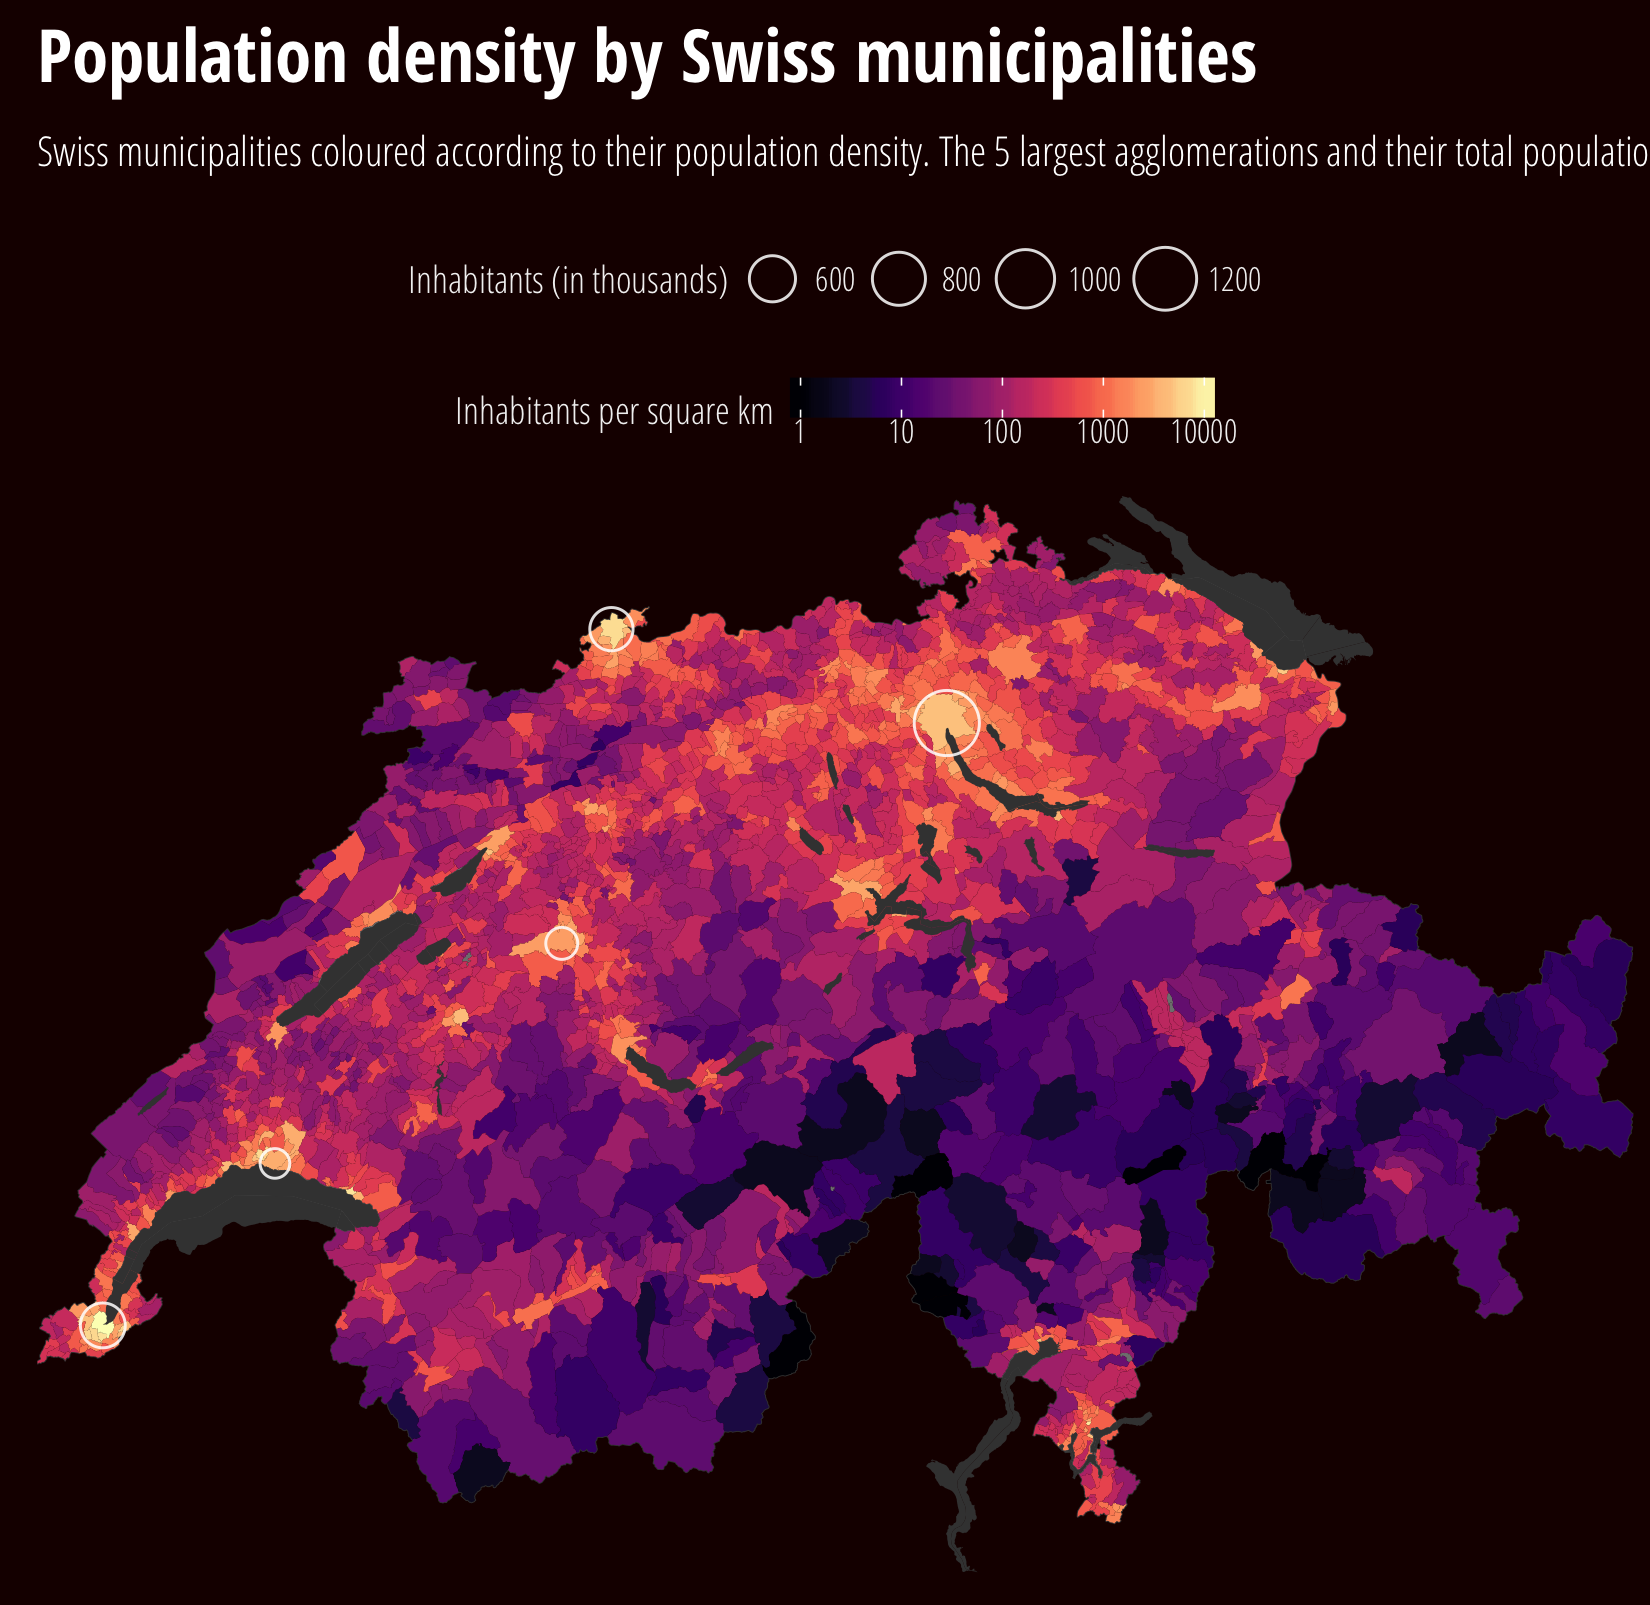 Population density by Swiss municipalities
Swiss municipalities coloured according to their population density. The 5 largest agglomerations and their total populatio
Inhabitants (in thousands) 600 800 1000 1200
Inhabitants per square km
1 10 100 1000 10000